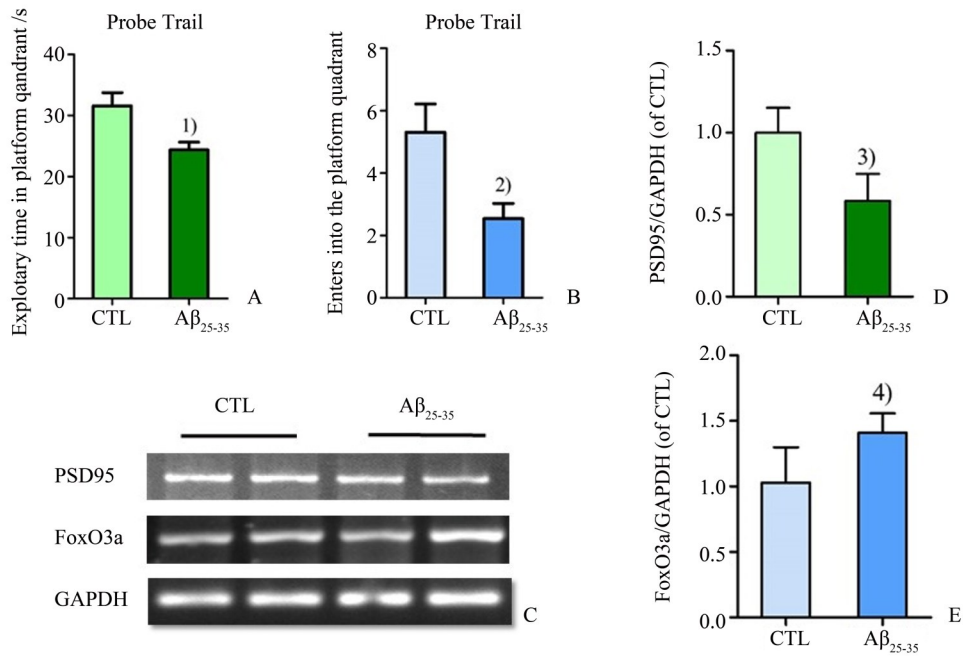 Probe Trail
Explotary time in platform qandrant /s
40
30
20
10
0
1)
CTL
Aβ25-35
A
Probe Trail
Enters into the platform quadrant
8
6
4
2
0
2)
CTL
Aβ25-35
B
PSD95/GAPDH (of CTL)
1.5
1.0
0.5
0.0
3)
CTL
Aβ25-35
D
CTL
Aβ25-35
PSD95
FoxO3a
GAPDH
C
FoxO3a/GAPDH (of CTL)
2.0
1.5
1.0
0.5
0.0
4)
CTL
Aβ25-35
E